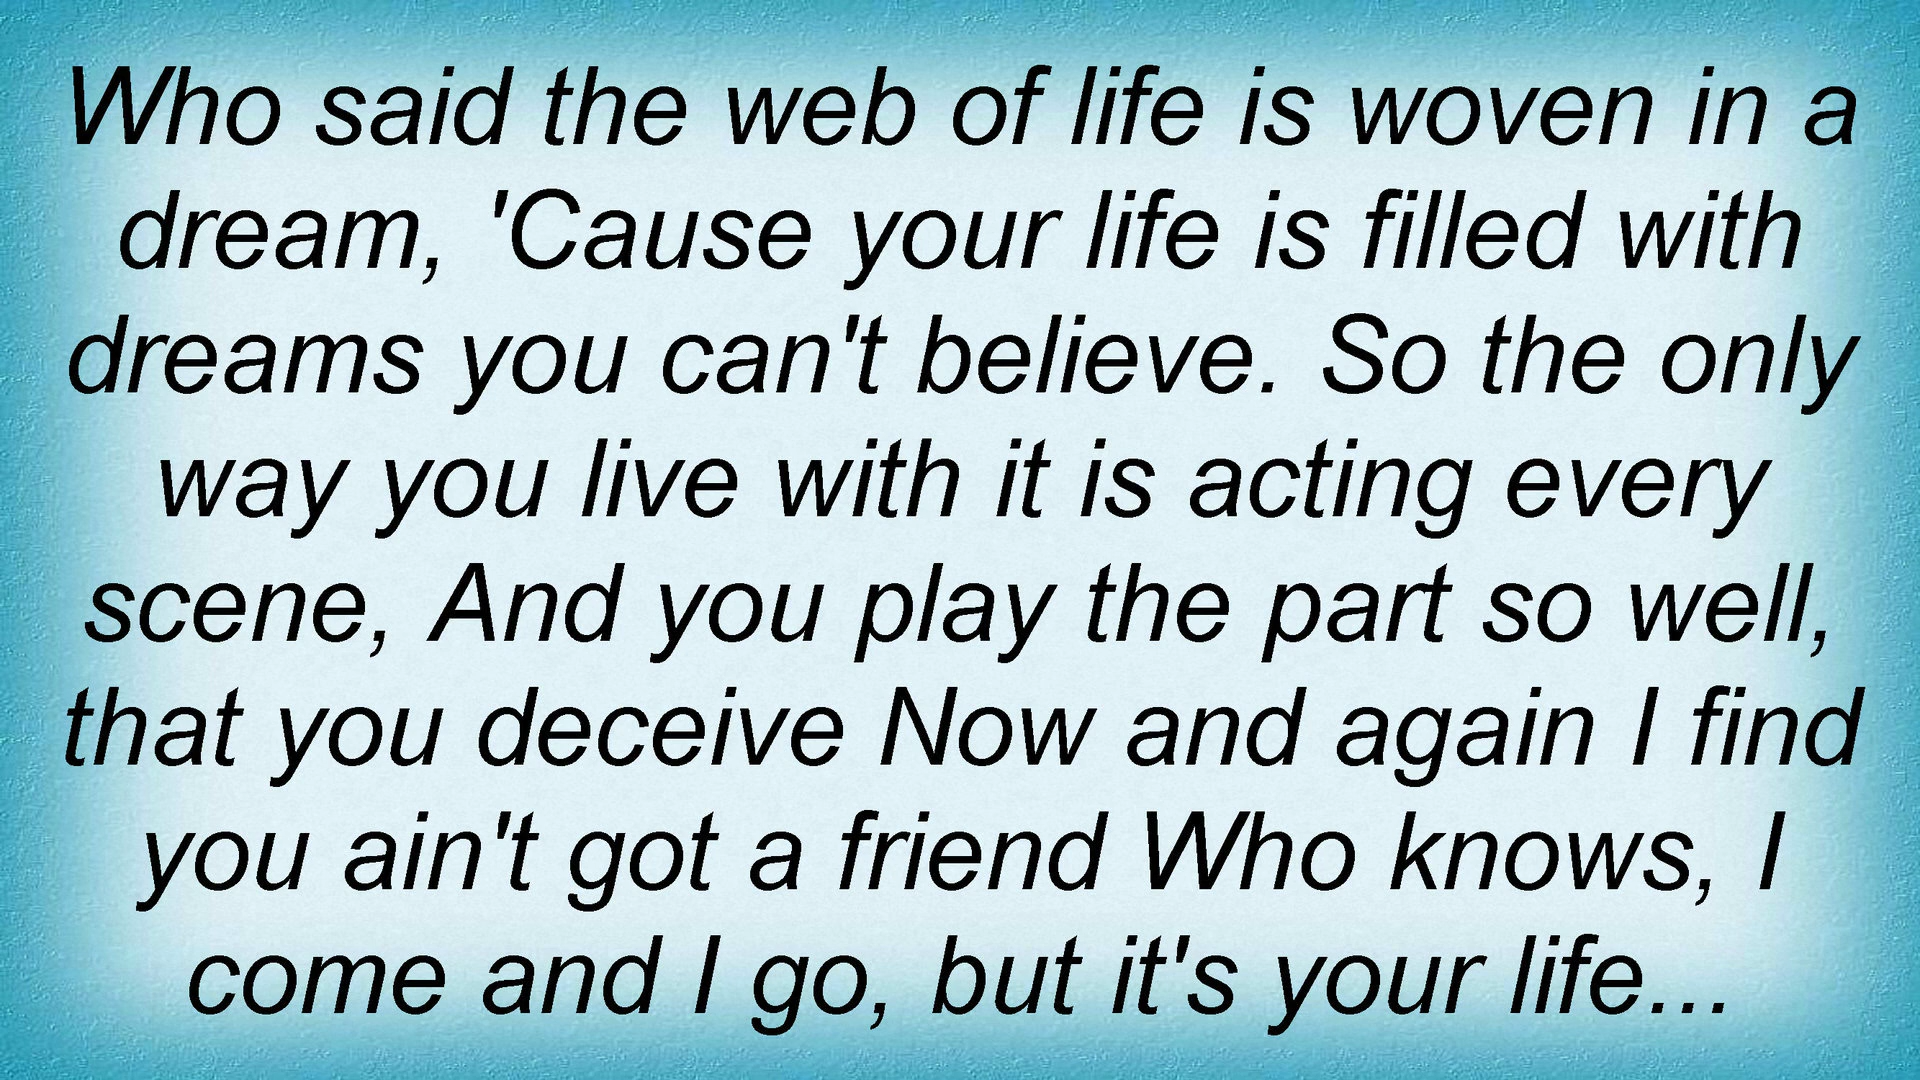 Who said the web of life is woven in a
dream, 'Cause your life is filled with
dreams you can't believe. So the only
way you live with it is acting every
scene, And you play the part so well,
that you deceive Now and again I find
you ain't got a friend Who knows, I
come and I go, but it's your life...